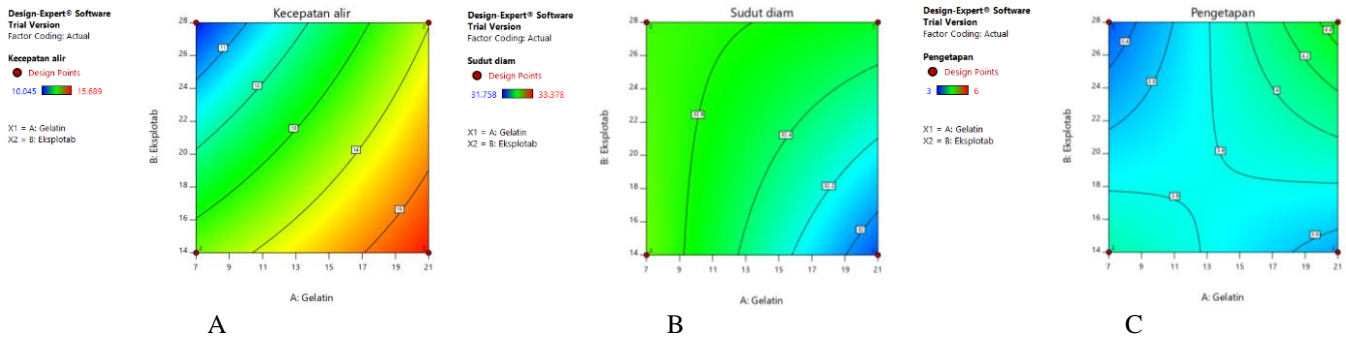 Design-Expert® Software
Trial Version
Factor Coding: Actual
Kecepatan alir
Design Points
10.045 15.689
X1 = A: Gelatin
X2 = B: Eksplotab
Kecepatan alir
B: Eksplotab
28
26
24
22
20
18
16
14
11
12
13
14
15
7 9 11 13 15 17 19 21
A: Gelatin
A
Design-Expert® Software
Trial Version
Factor Coding: Actual
Sudut diam
Design Points
31.758 33.378
X1 = A: Gelatin
X2 = B: Eksplotab
Sudut diam
B: Eksplotab
28
26
24
22
20
18
16
14
32.4
32.2
32
7 9 11 13 15 17 19 21
A: Gelatin
B
Design-Expert® Software
Trial Version
Factor Coding: Actual
Pengetapan
Design Points
3 6
X1 = A: Gelatin
X2 = B: Eksplotab
Pengetapan
B: Eksplotab
28
26
24
22
20
18
16
14
4
7 9 11 13 15 17 19 21
A: Gelatin
C